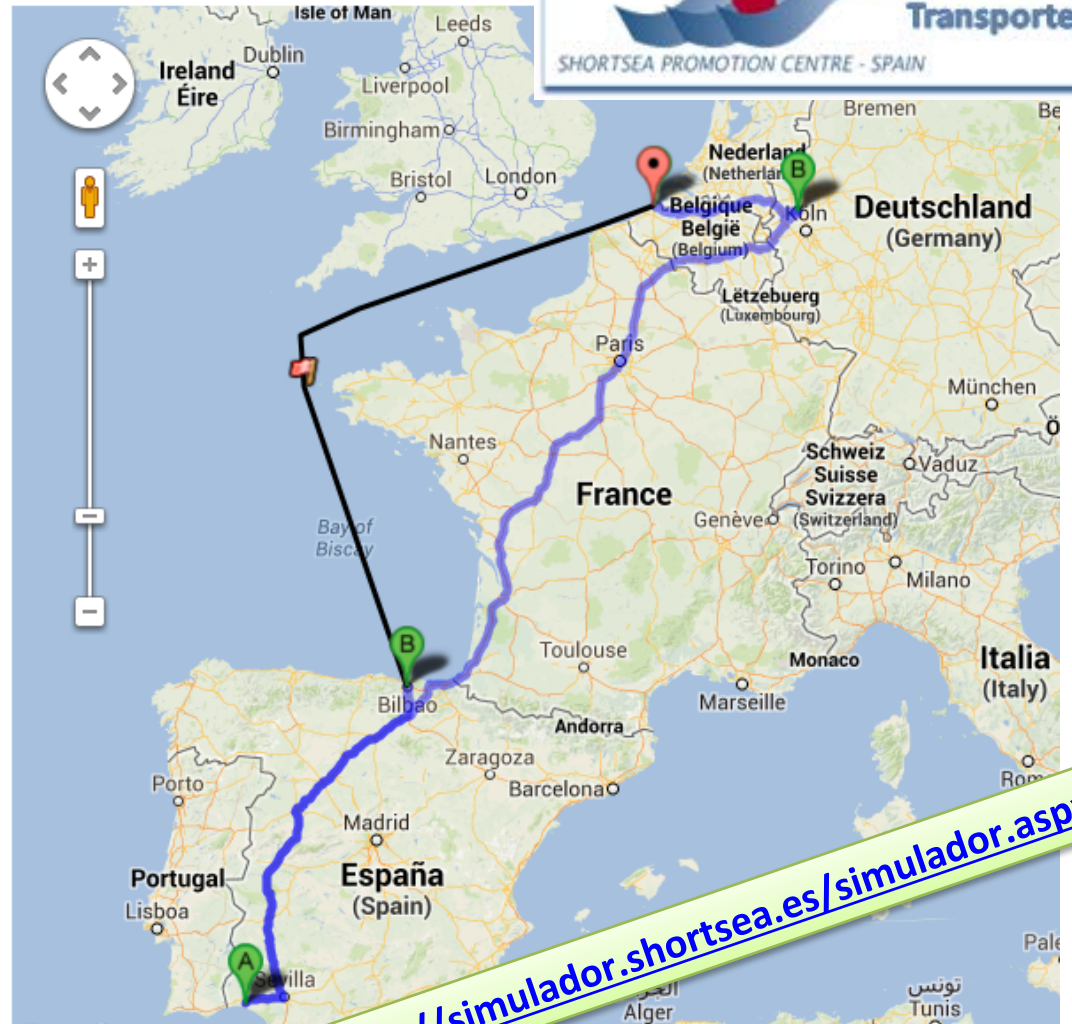 Isle of Man
Leeds
Transporte
SHORTSEA PROMOTION CENTRE - SPAIN
Dublin
Ireland
Éire
Liverpool
Birmingham
Bremen
Nederland
(Netherlan
B
Bristol
London
Belgique
België
(Belgium)
Köln
Deutschland
(Germany)
Lëtzebuerg
(Luxembourg)
Paris
München
Nantes
Schweiz
Suisse
Svizzera
(Switzerland)
Vaduz
France
Genève
Bay of
Biscay
Torino
Milano
B
Bilbao
Toulouse
Monaco
Marseille
Italia
(Italy)
Andorra
Zaragoza
Barcelona
Porto
Madrid
Portugal
España
(Spain)
Lisboa
A
Sevilla
//simulador.shortsea.es/simulador.asp
Alger
تونس
Tunis